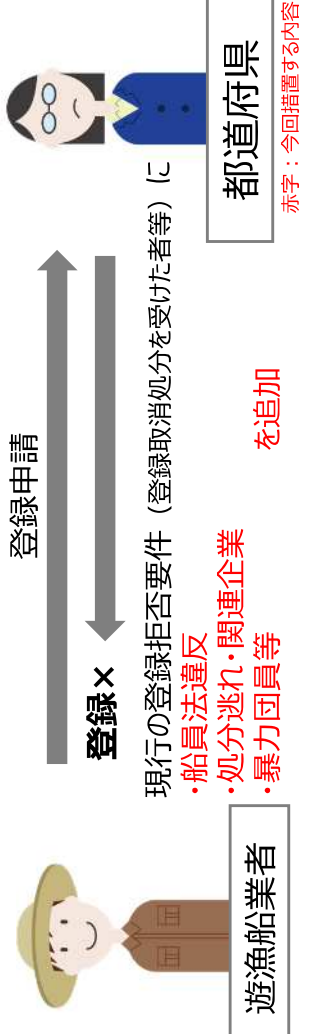 登録申請
登録×
現行の登録拒否要件（登録取消処分を受けた者等）に
・船員法違反
・処分逃れ・関連企業
・暴力団員等　　　　　　を追加
遊漁船業者
都道府県
赤字：今回措置する内容